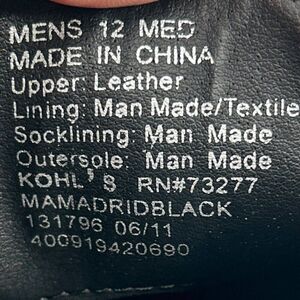 MENS 12 MED
MADE IN CHINA
Upper: Leather
Lining: Man Made/Textile
Socklining: Man Made
Outersole: Man Made
KOHL'S RN#73277
MAMADRIDBLACK
131796 06/11
400919420690